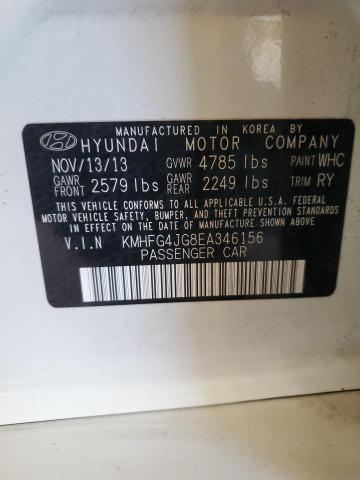 MANUFACTURED IN KOREA BY
HYUNDAI MOTOR COMPANY
NOV/13/13 GVWR 4785 lbs PAINT WHC
GAWR FRONT 2579 lbs GAWR REAR 2249 lbs TRIM RY
THIS VEHICLE CONFORMS TO ALL APPLICABLE U.S.A FEDERAL
MOTOR VEHICLE SAFETY, BUMPER, AND THEFT PREVENTION STANDARDS
IN EFFECT ON THE DATE OF MANUFACTURE SHOWN ABOVE.
V.I.N KMHFG4JG8EA346156
PASSENGER CAR